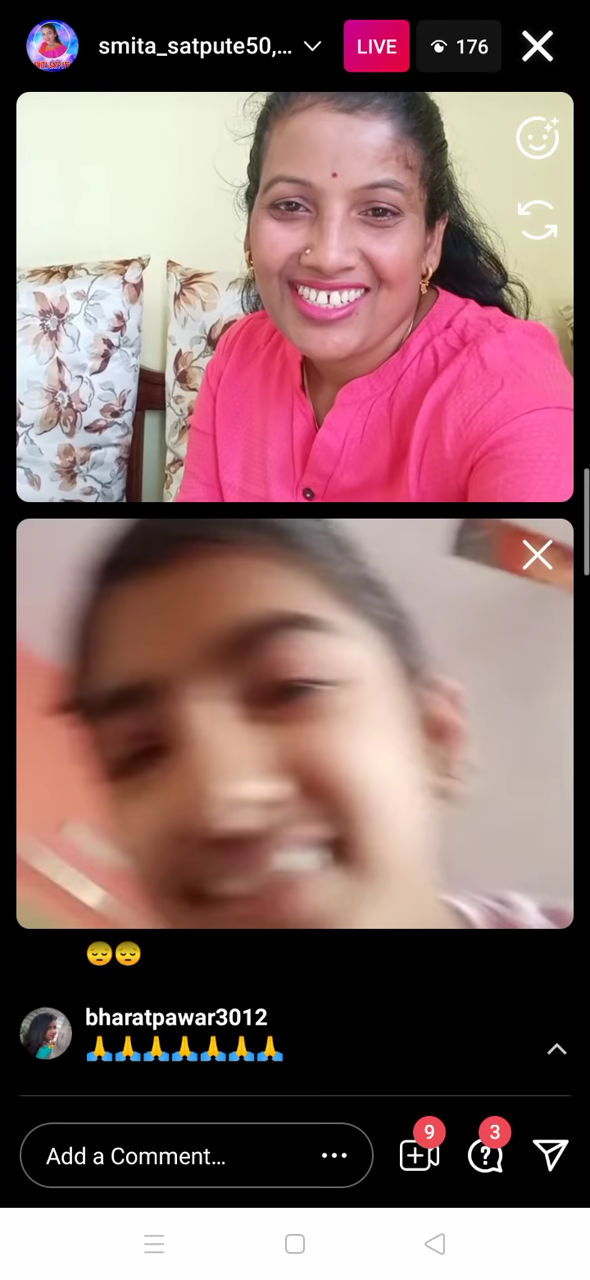 smita_satpute50,...
LIVE
176
😔😔
bharatpawar3012
🙏🙏🙏🙏🙏🙏🙏
9
3
Add a Comment...